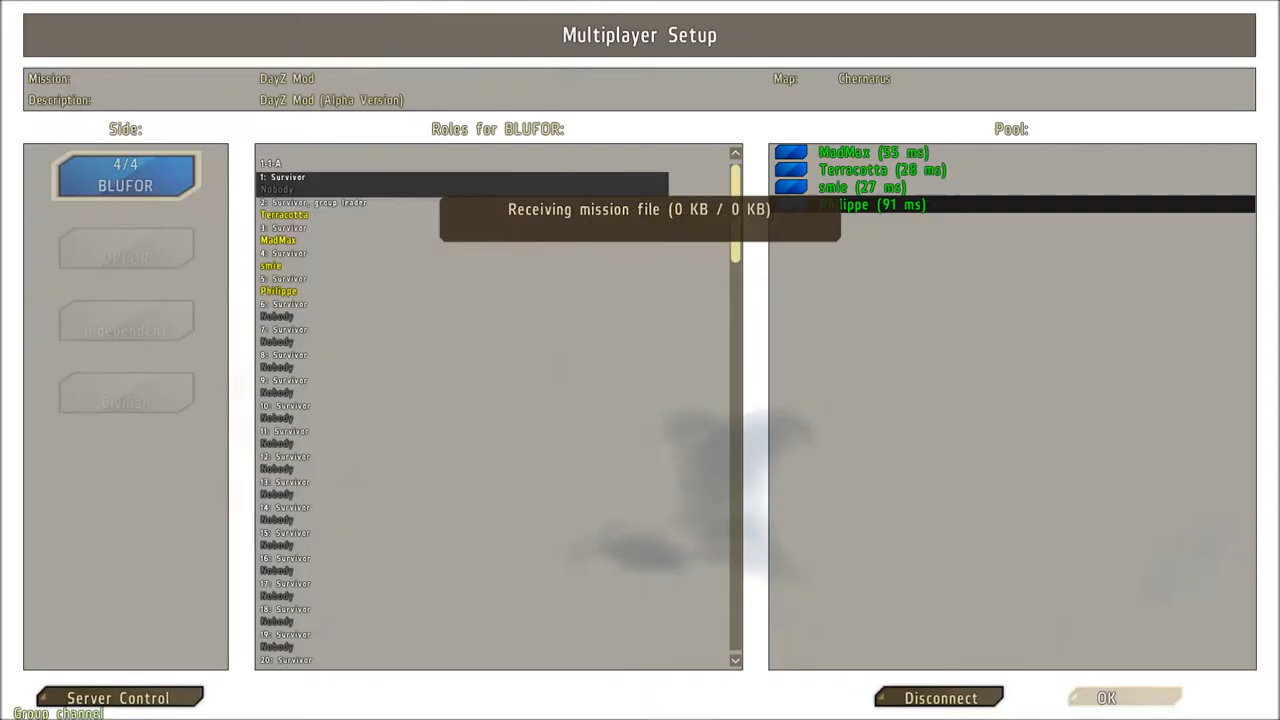 Multiplayer Setup
Mission: DayZ Mod Map: Chernarus
Description: DayZ Mod (Alpha Version)
Side: Roles for BLUFOR: Pool:
4/4
BLUFOR
OPFOR
Independent
Civilian
1-1-A
1: Survivor
Nobody
2: Survivor, group leader
Terracotta
3: Survivor
MadMax
4: Survivor
smie
5: Survivor
Philippe
6: Survivor
Nobody
7: Survivor
Nobody
8: Survivor
Nobody
9: Survivor
Nobody
10: Survivor
Nobody
11: Survivor
Nobody
12: Survivor
Nobody
13: Survivor
Nobody
14: Survivor
Nobody
15: Survivor
Nobody
16: Survivor
Nobody
17: Survivor
Nobody
18: Survivor
Nobody
19: Survivor
Nobody
20: Survivor
Receiving mission file (0 KB / 0 KB)
MadMax (55 ms)
Terracotta (28 ms)
smie (27 ms)
Philippe (91 ms)
Server Control
Disconnect
OK
Group channel